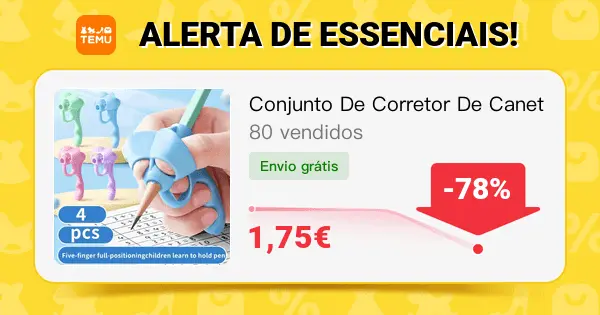 TEMU
ALERTA DE ESSENCIAIS!
Conjunto De Corretor De Canet
80 vendidos
Envio grátis
-78%
1,75€
4
pcs
Five-finger full-positioningchildren learn to hold pen